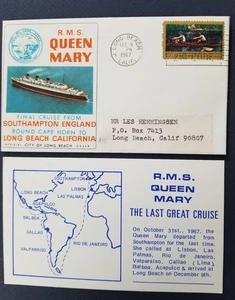 R.M.S.
QUEEN
MARY
FINAL CRUISE FROM
SOUTHAMPTON ENGLAND
ROUND CAPE HORN TO
LONG BEACH CALIFORNIA
OFFICIAL CITY OF LONG BEACH COVER
LONG BEACH,
DEC 9
PM
1967
CALIF.
MR LES HENNINGSEN
P.O. Box 7413
Long Beach, Calif 90807
SOUTHAMPTON
LONG BEACH
LISBON
LAS PALMAS
ACAPULCO
BALBOA
CALLAO
VALPARAISO
RIO DE JANEIRO
R.M.S.
QUEEN
MARY
THE LAST GREAT CRUISE
On October 31st., 1967, the
Queen Mary departed from
Southampton for the last time.
She called at Lisbon, Las
Palmas, Rio de Janeiro,
Valparaiso, Callao (Lima),
Balboa, Acapulco & arrived at
Long Beach on December 9th.